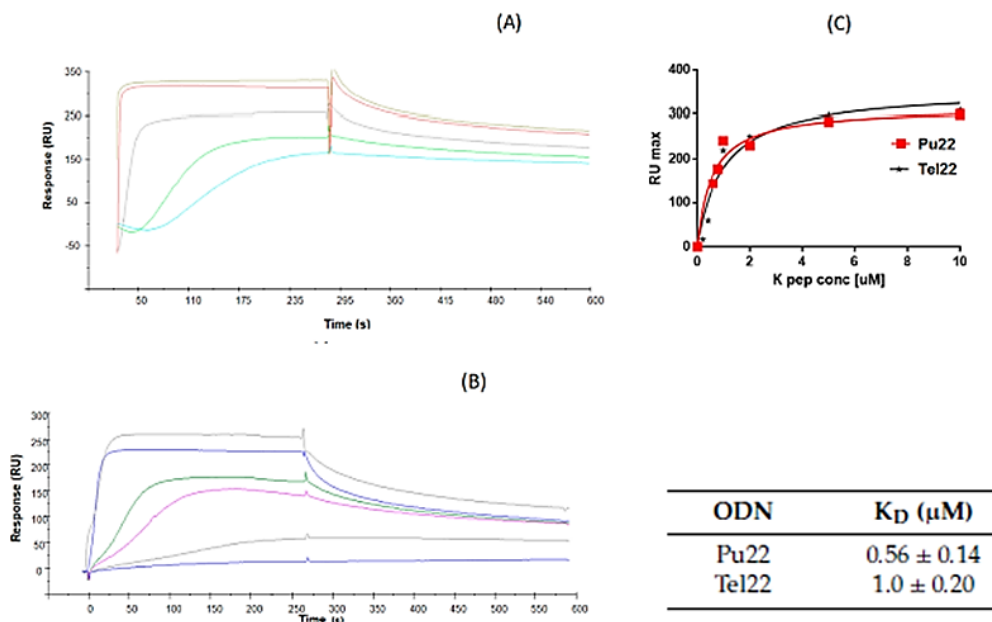 (A)
350
250
150
50
-50
Response (RU)
50 110 175 235 295 360 415 480 540 600
Time (s)
(C)
400
300
200
100
0
RU max
0 2 4 6 8 10
K pep conc [uM]
Pu22
Tel22
(B)
300
250
200
150
100
50
0
Response (RU)
0 50 100 150 200 250 300 350 400 450 500 550 600
Time (s)
ODN KD (µM)
Pu22 0.56 ± 0.14
Tel22 1.0 ± 0.20